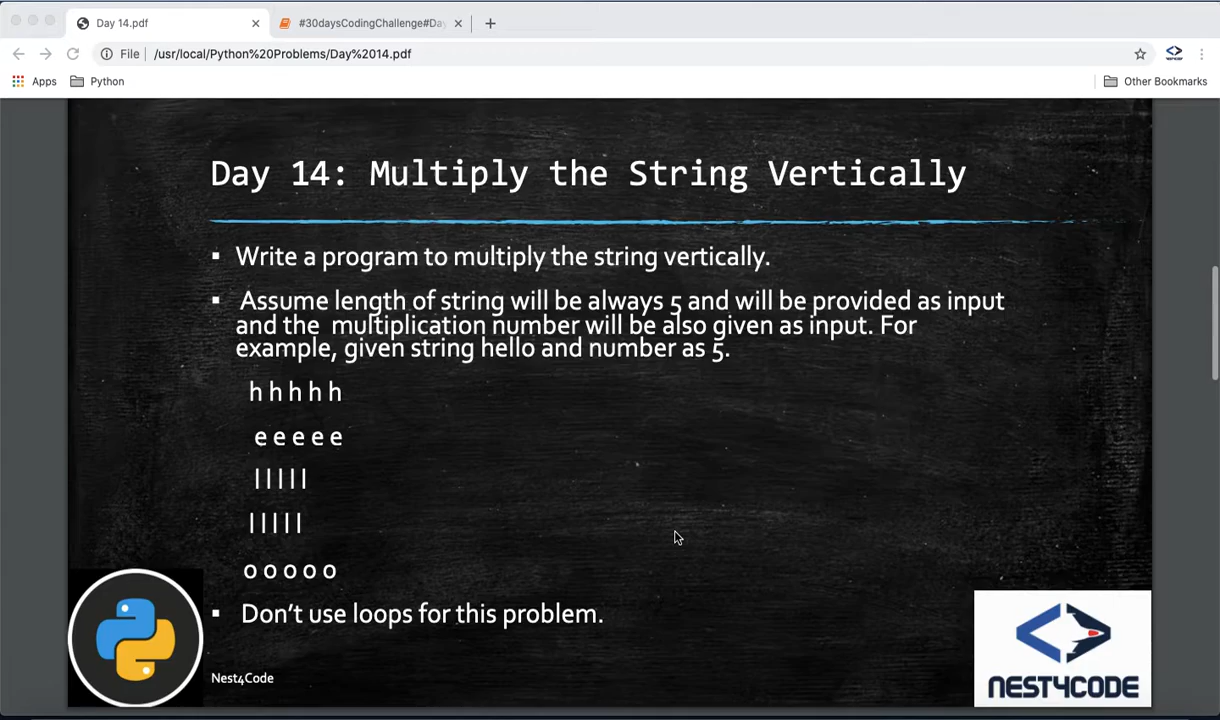 Day 14.pdf
#30daysCodingChallenge#Da
File
/usr/local/Python%20Problems/Day%2014.pdf
Apps
Python
Other Bookmarks
Day 14: Multiply the String Vertically
▪ Write a program to multiply the string vertically.
▪ Assume length of string will be always 5 and will be provided as input
and the multiplication number will be also given as input. For
example, given string hello and number as 5.
h h h h h
e e e e e
l l l l l
l l l l l
o o o o o
▪ Don’t use loops for this problem.
Nest4Code
NEST4CODE